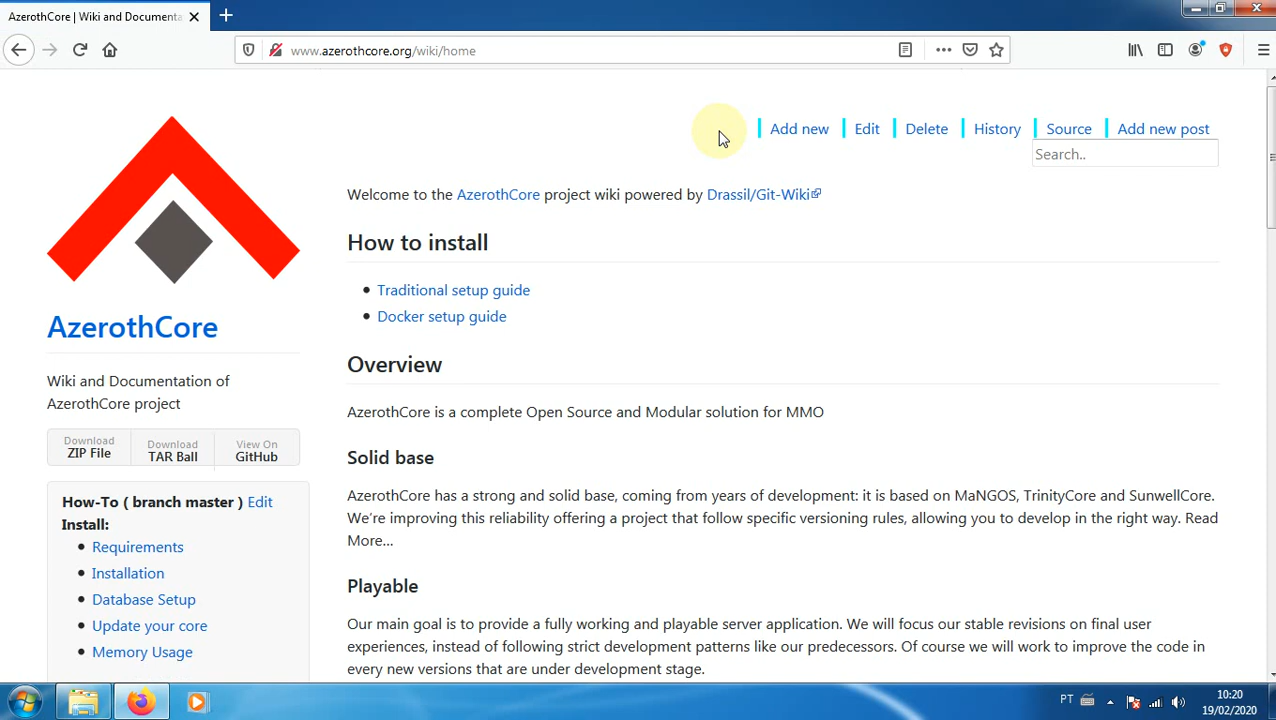 AzerothCore | Wiki and Documenta
www.azerothcore.org/wiki/home
Add new
Edit
Delete
History
Source
Add new post
Search..
AzerothCore
Wiki and Documentation of
AzerothCore project
Download
ZIP File
Download
TAR Ball
View On
GitHub
How-To ( branch master ) Edit
Install:
Requirements
Installation
Database Setup
Update your core
Memory Usage
Welcome to the AzerothCore project wiki powered by Drassil/Git-Wiki
How to install
Traditional setup guide
Docker setup guide
Overview
AzerothCore is a complete Open Source and Modular solution for MMO
Solid base
AzerothCore has a strong and solid base, coming from years of development: it is based on MaNGOS, TrinityCore and SunwellCore.
We’re improving this reliability offering a project that follow specific versioning rules, allowing you to develop in the right way. Read
More...
Playable
Our main goal is to provide a fully working and playable server application. We will focus our stable revisions on final user
experiences, instead of following strict development patterns like our predecessors. Of course we will work to improve the code in
every new versions that are under development stage.
PT
10:20
19/02/2020